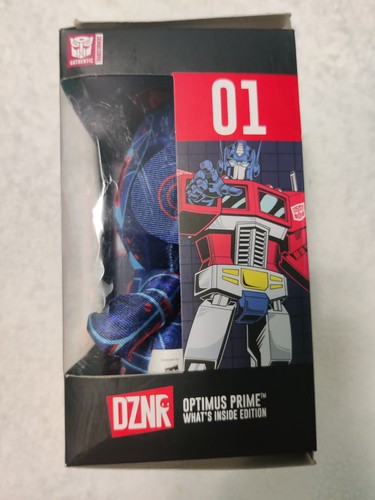 AUTHENTIC
01
DZNR
OPTIMUS PRIME™
WHAT'S INSIDE EDITION